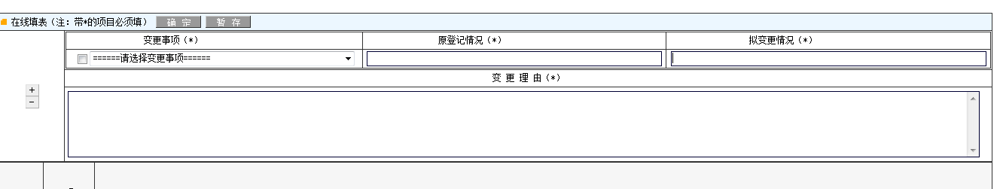 在线填表（注：带*的项目必须填） 确 定 暂 存
变更事项（*） 原登记情况（*） 拟变更情况（*）
======请选择变更事项======
变 更 理 由（*）
+
-